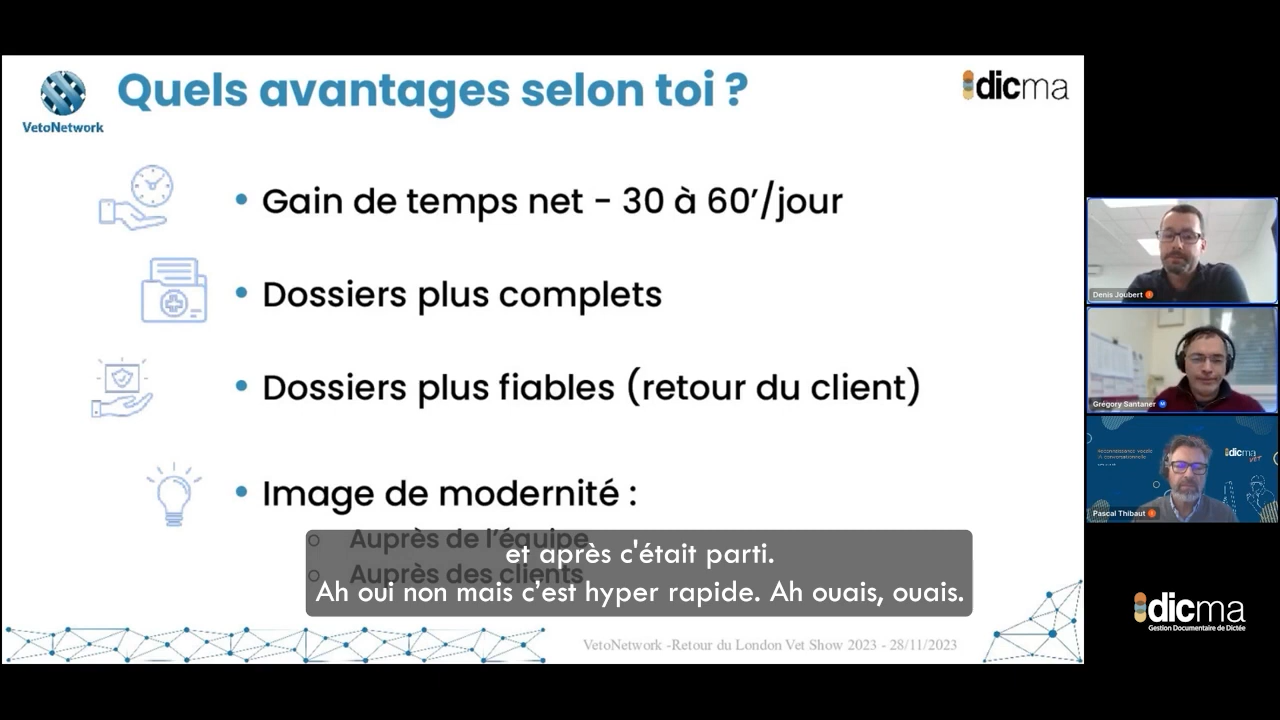 Quels avantages selon toi ?
VetoNetwork
dicma
• Gain de temps net - 30 à 60’/jour
• Dossiers plus complets
• Dossiers plus fiables (retour du client)
• Image de modernité :
○ Auprès de l’équipe
○ Auprès des clients
et après c'était parti.
Ah oui non mais c’est hyper rapide. Ah ouais, ouais.
VetoNetwork -Retour du London Vet Show 2023 - 28/11/2023
Denis Joubert
Grégory Santaner
dicma
vet
Pascal Thibaut
dicma
Gestion Documentaire de Dictée